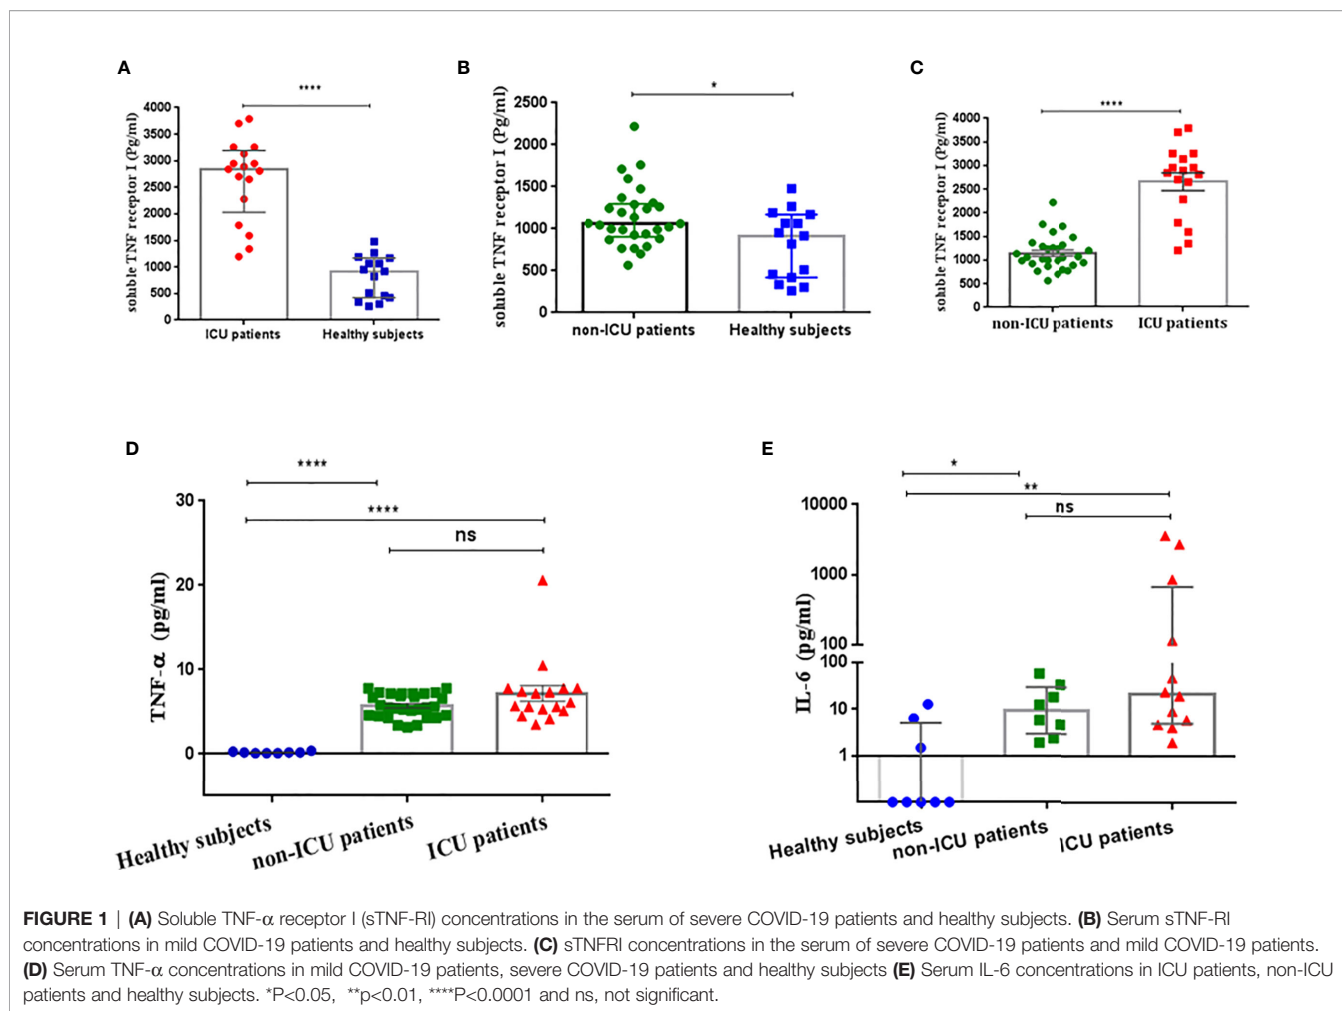 A
****
4000
3500
3000
2500
2000
1500
1000
500
0
soluble TNF receptor I (Pg/ml)
ICU patients
Healthy subjects
B
*
2500
2000
1500
1000
500
0
soluble TNF receptor I (Pg/ml)
non-ICU patients
Healthy subjects
C
****
4000
3500
3000
2500
2000
1500
1000
500
0
soluble TNF receptor I (Pg/ml)
non-ICU patients
ICU patients
D
****
****
ns
30
20
10
0
TNF-α (pg/ml)
Healthy subjects
non-ICU patients
ICU patients
E
*
**
ns
10000
1000
100
100
10
1
IL-6 (pg/ml)
Healthy subjects
non-ICU patients
ICU patients
FIGURE 1 | (A) Soluble TNF-α receptor I (sTNF-RI) concentrations in the serum of severe COVID-19 patients and healthy subjects. (B) Serum sTNF-RI
concentrations in mild COVID-19 patients and healthy subjects. (C) sTNFRI concentrations in the serum of severe COVID-19 patients and mild COVID-19 patients.
(D) Serum TNF-α concentrations in mild COVID-19 patients, severe COVID-19 patients and healthy subjects (E) Serum IL-6 concentrations in ICU patients, non-ICU
patients and healthy subjects. *P<0.05, **p<0.01, ****P<0.0001 and ns, not significant.